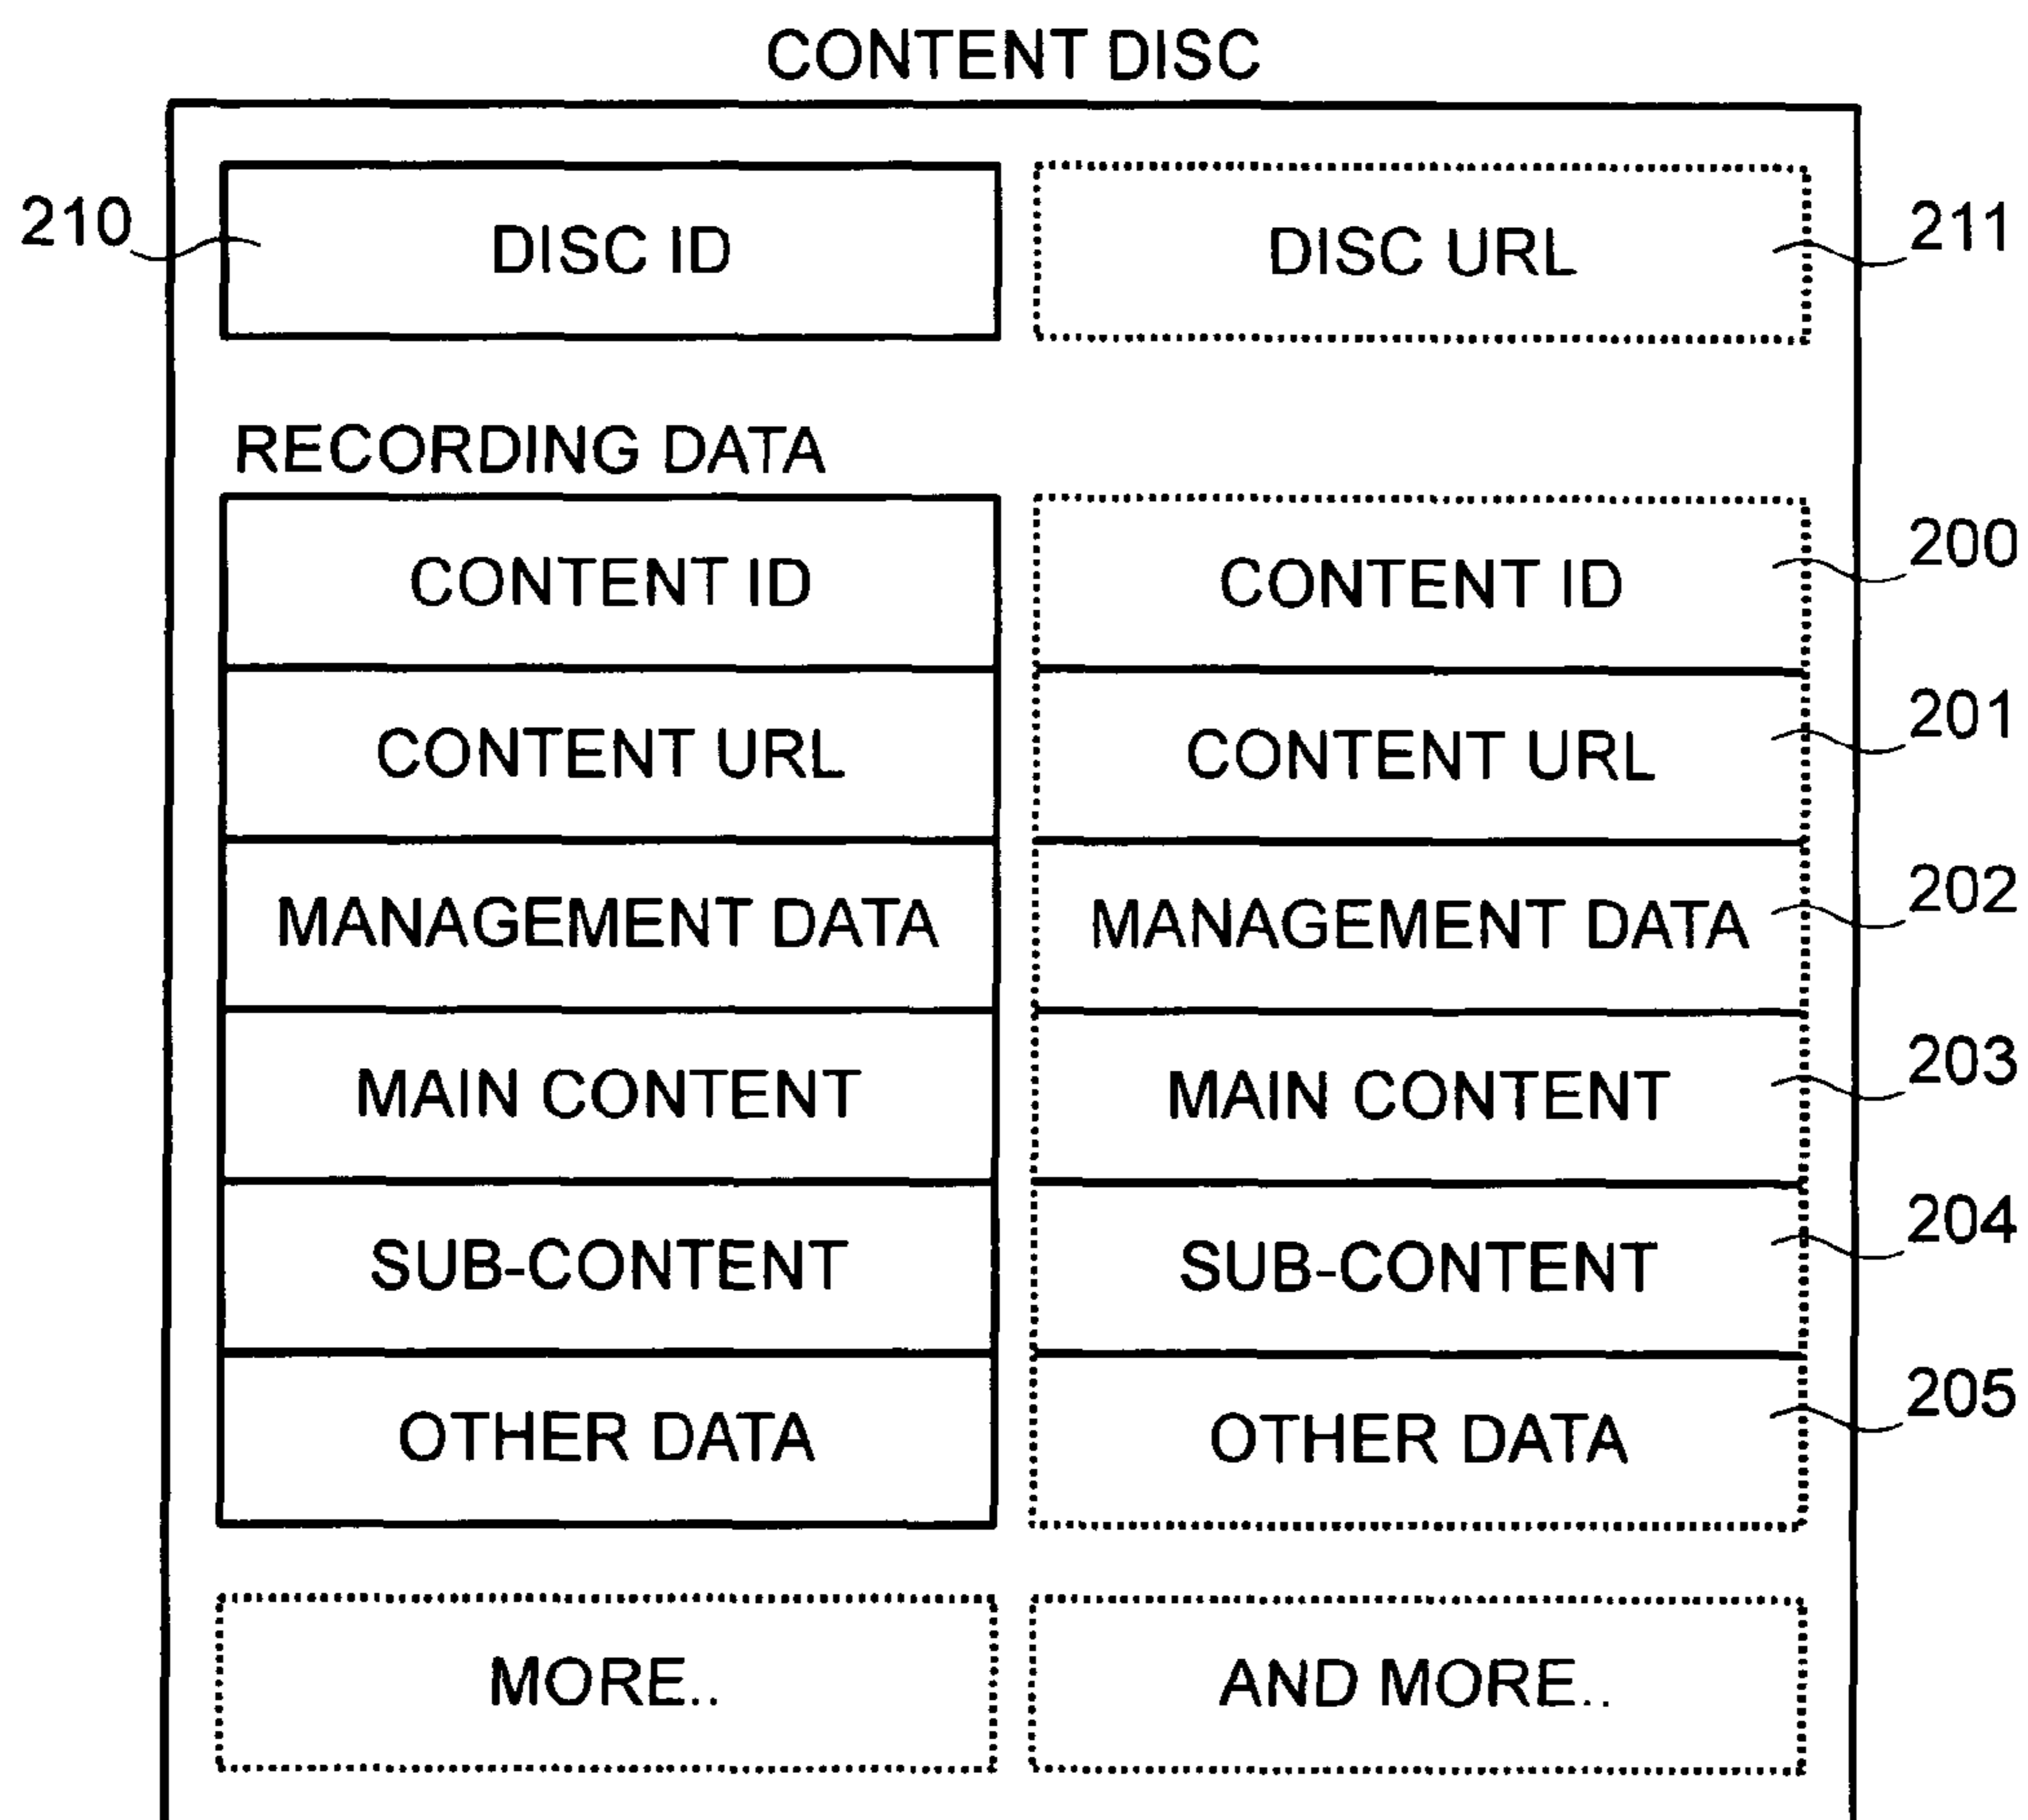 CONTENT DISC
210 DISC ID DISC URL 211
RECORDING DATA
CONTENT ID CONTENT ID 200
CONTENT URL CONTENT URL 201
MANAGEMENT DATA MANAGEMENT DATA 202
MAIN CONTENT MAIN CONTENT 203
SUB-CONTENT SUB-CONTENT 204
OTHER DATA OTHER DATA 205
MORE.. AND MORE..